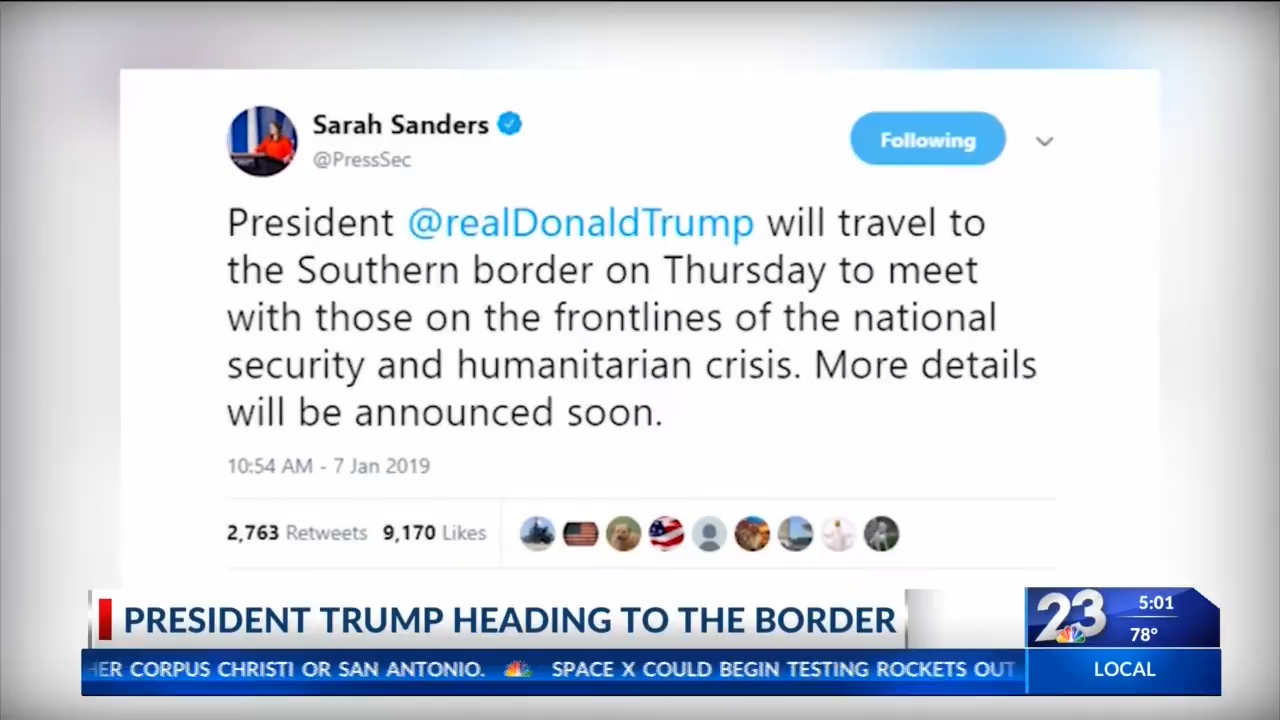 Sarah Sanders
@PressSec
Following
President @realDonaldTrump will travel to
the Southern border on Thursday to meet
with those on the frontlines of the national
security and humanitarian crisis. More details
will be announced soon.
10:54 AM - 7 Jan 2019
2,763 Retweets 9,170 Likes
PRESIDENT TRUMP HEADING TO THE BORDER
23
5:01
78°
HER CORPUS CHRISTI OR SAN ANTONIO. SPACE X COULD BEGIN TESTING ROCKETS OUT
LOCAL